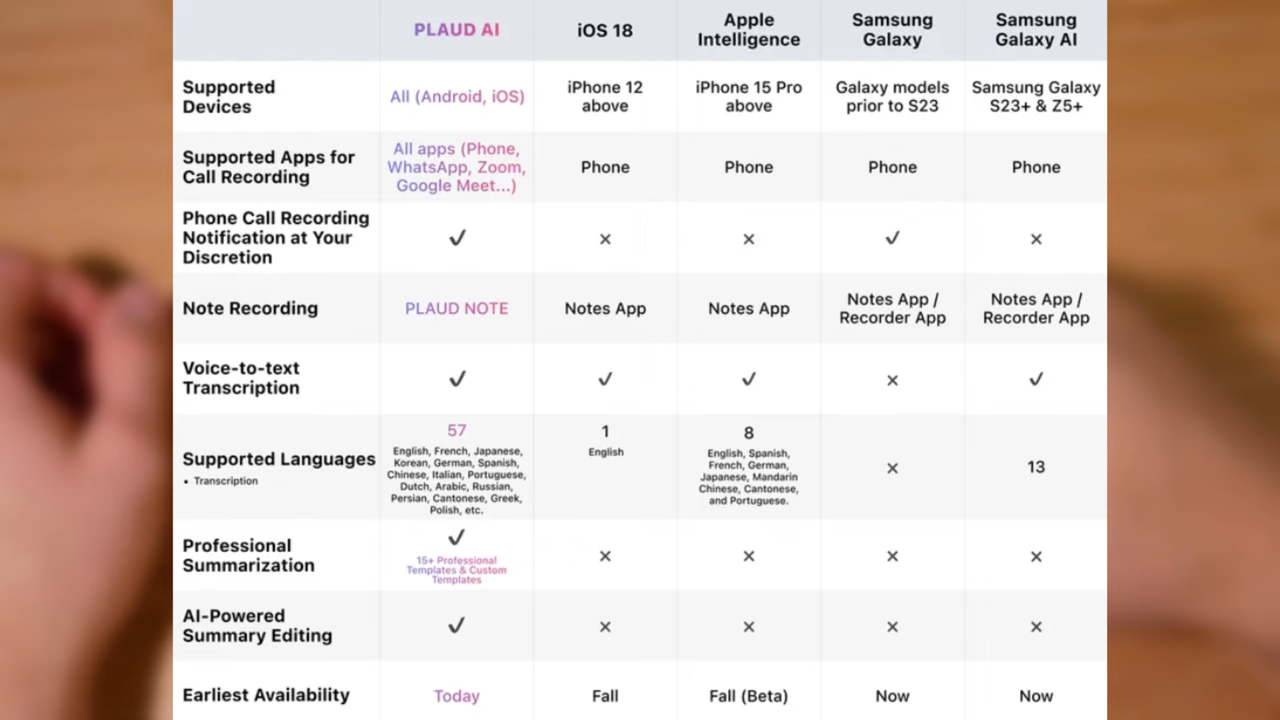 PLAUD AI
iOS 18
Apple
Intelligence
Samsung
Galaxy
Samsung
Galaxy AI
Supported
Devices
All (Android, iOS)
iPhone 12
above
iPhone 15 Pro
above
Galaxy models
prior to S23
Samsung Galaxy
S23+ & Z5+
Supported Apps for
Call Recording
All apps (Phone,
WhatsApp, Zoom,
Google Meet...)
Phone
Phone
Phone
Phone
Phone Call Recording
Notification at Your
Discretion
✓
×
×
✓
×
Note Recording
PLAUD NOTE
Notes App
Notes App
Notes App /
Recorder App
Notes App /
Recorder App
Voice-to-text
Transcription
✓
✓
✓
×
✓
Supported Languages
• Transcription
57
English, French, Japanese,
Korean, German, Spanish,
Chinese, Italian, Portuguese,
Dutch, Arabic, Russian,
Persian, Cantonese, Greek,
Polish, etc.
1
English
8
English, Spanish,
French, German,
Japanese, Mandarin
Chinese, Cantonese,
and Portuguese.
×
13
Professional
Summarization
✓
15+ Professional
Templates & Custom
Templates
×
×
×
×
AI-Powered
Summary Editing
✓
×
×
×
×
Earliest Availability
Today
Fall
Fall (Beta)
Now
Now